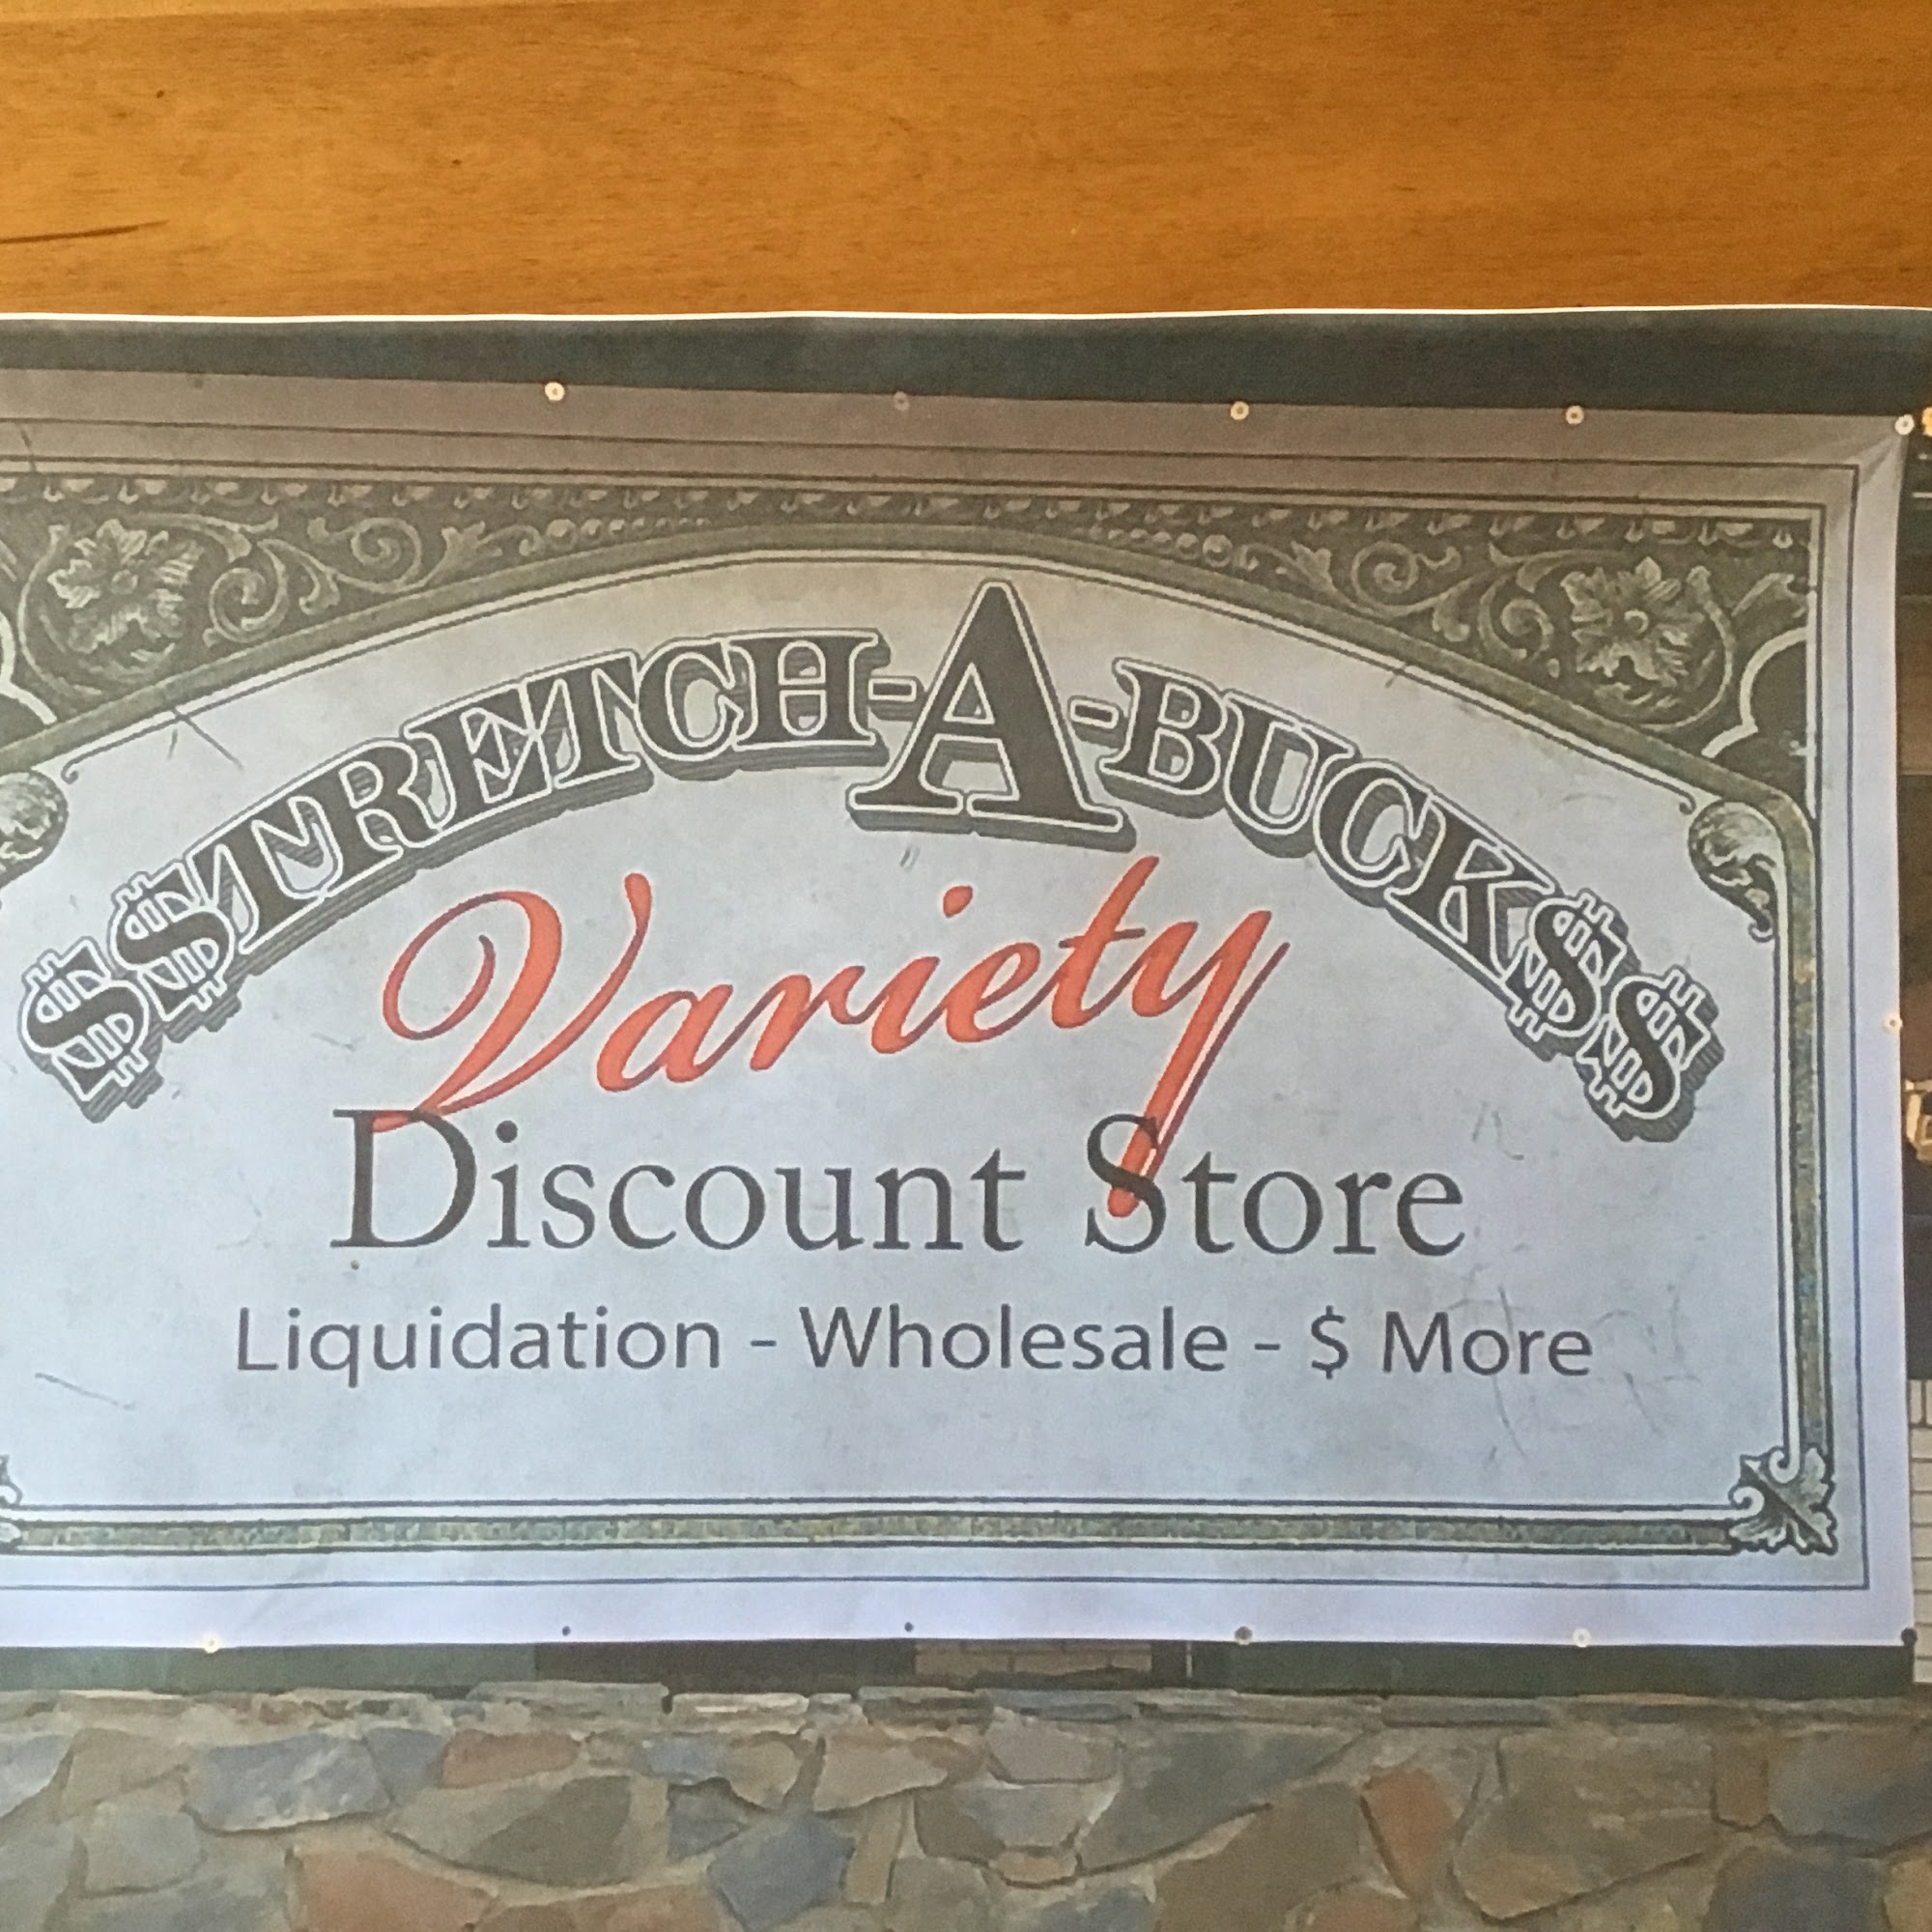 $$TRETCH-A-BUCK$$
Variety
Discount Store
Liquidation - Wholesale - $ More